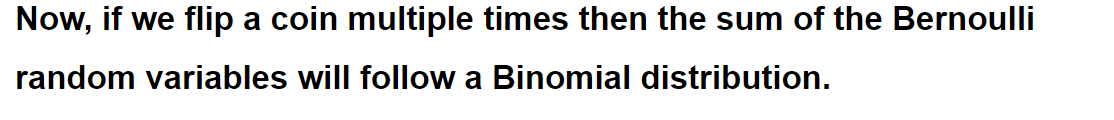 Now, if we flip a coin multiple times then the sum of the Bernoulli
random variables will follow a Binomial distribution.